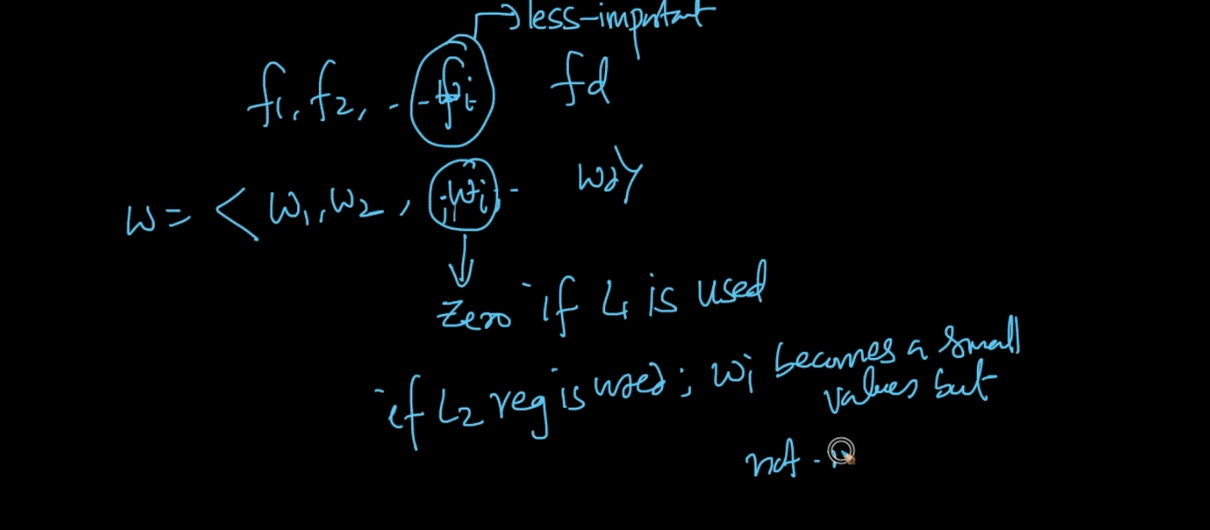 less-important
f1, f2, - - fi fd
w = < w1, w2, , wi, - wd>
Zero if L1 is used
if L2 reg is used; wi becomes a small
values but
not -